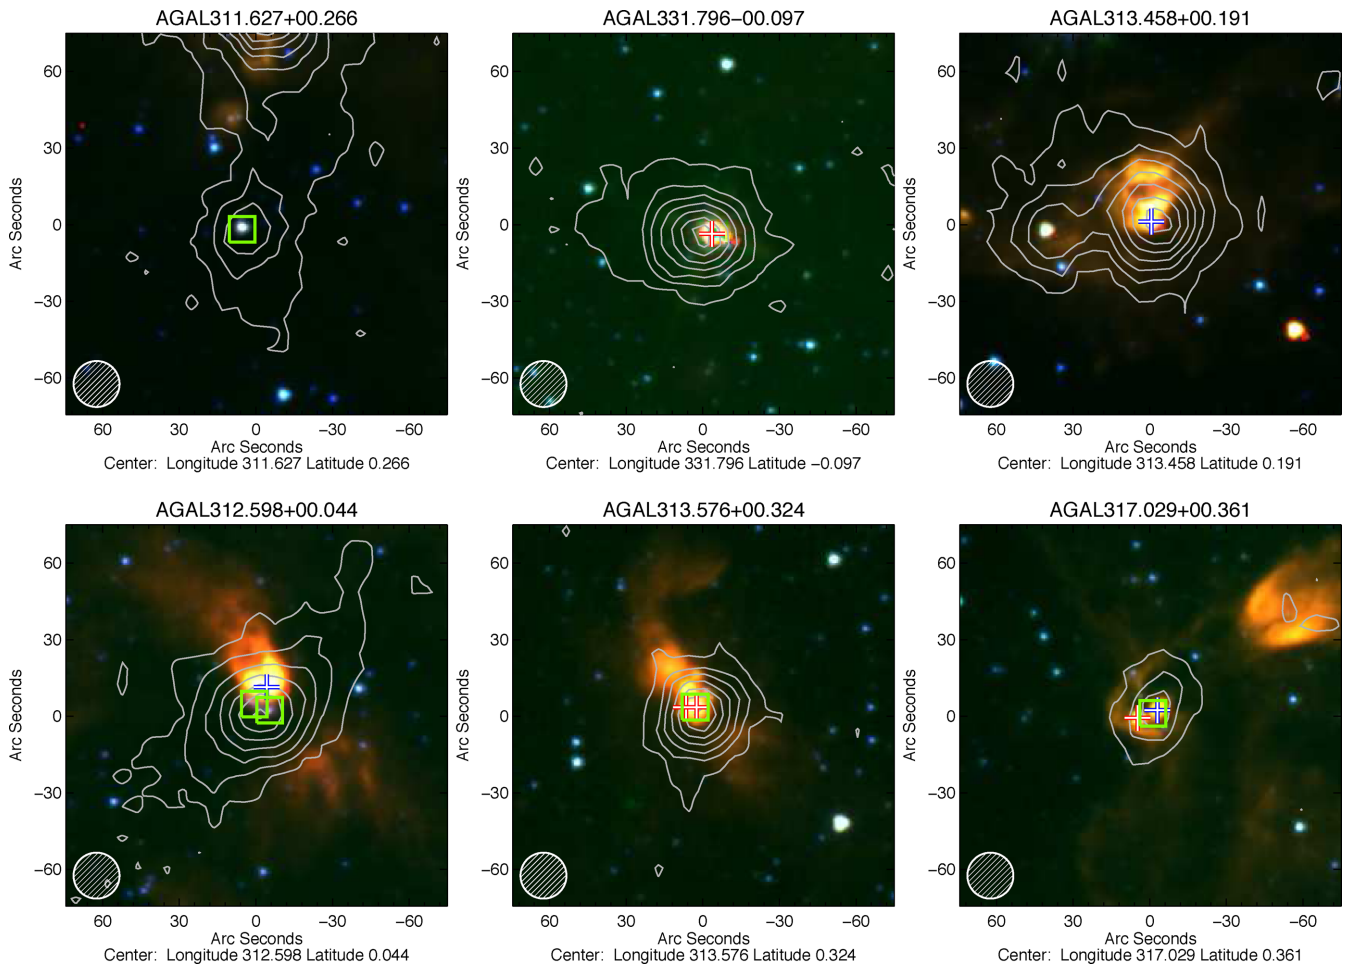 AGAL311.627+00.266
AGAL331.796−00.097
AGAL313.458+00.191
60
30
0
−30
−60
Arc Seconds
60
30
0
−30
−60
Arc Seconds
60
30
0
−30
−60
Arc Seconds
60 30 0 −30 −60
60 30 0 −30 −60
60 30 0 −30 −60
Arc Seconds
Arc Seconds
Arc Seconds
Center: Longitude 311.627 Latitude 0.266
Center: Longitude 331.796 Latitude −0.097
Center: Longitude 313.458 Latitude 0.191
AGAL312.598+00.044
AGAL313.576+00.324
AGAL317.029+00.361
60
30
0
−30
−60
Arc Seconds
60
30
0
−30
−60
Arc Seconds
60
30
0
−30
−60
Arc Seconds
60 30 0 −30 −60
60 30 0 −30 −60
60 30 0 −30 −60
Arc Seconds
Arc Seconds
Arc Seconds
Center: Longitude 312.598 Latitude 0.044
Center: Longitude 313.576 Latitude 0.324
Center: Longitude 317.029 Latitude 0.361